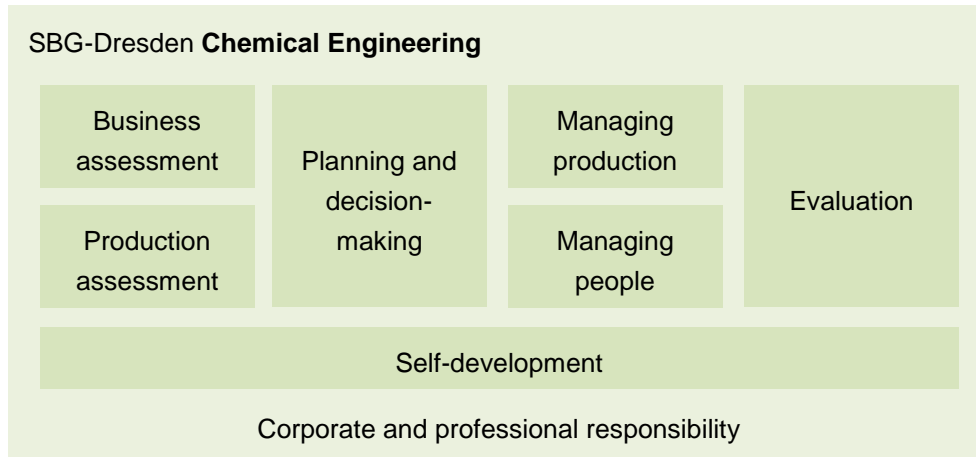 SBG-Dresden Chemical Engineering
Business
assessment
Production
assessment
Planning and
decision-
making
Managing
production
Managing
people
Evaluation
Self-development
Corporate and professional responsibility